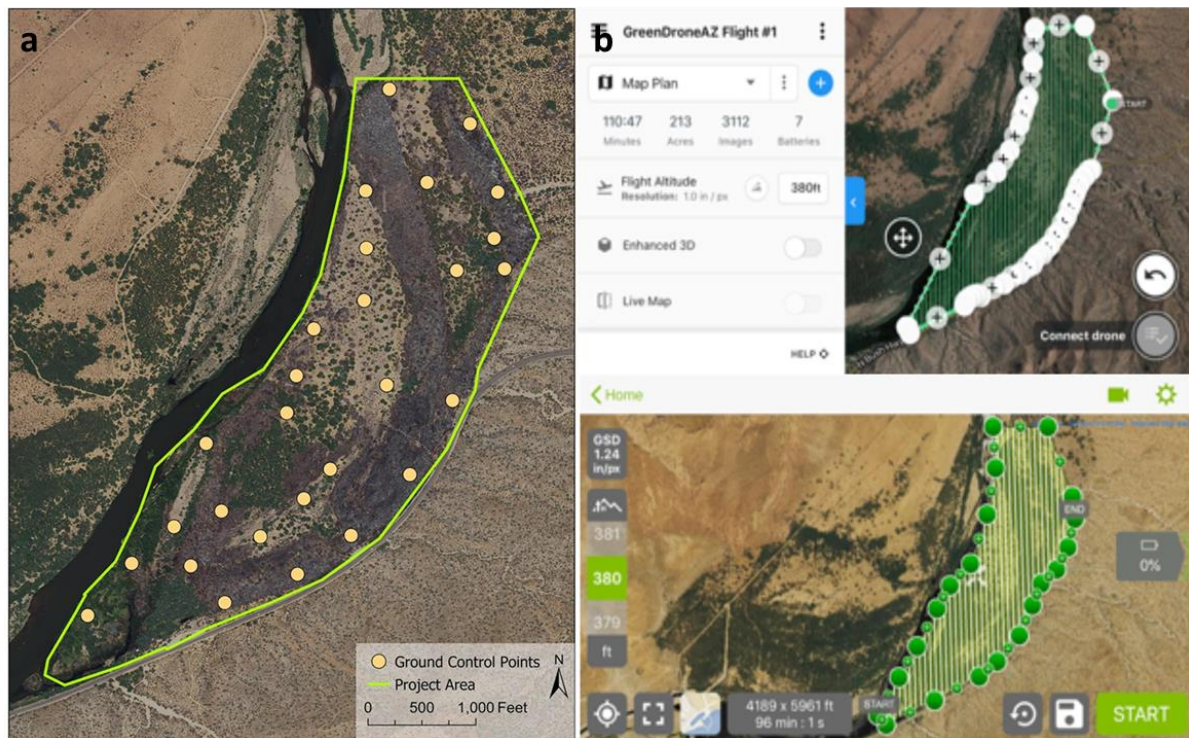 a
Ground Control Points
Project Area
N
0 500 1,000 Feet
b
GreenDroneAZ Flight #1
Map Plan
110:47 213 3112 7
Minutes Acres Images Batteries
Flight Altitude
Resolution: 1.0 in / px
380ft
Enhanced 3D
Live Map
HELP
START
Connect drone
Home
GSD
1.24
in/px
381
380
379
ft
END
0%
START
4189 x 5961 ft
96 min : 1 s
START